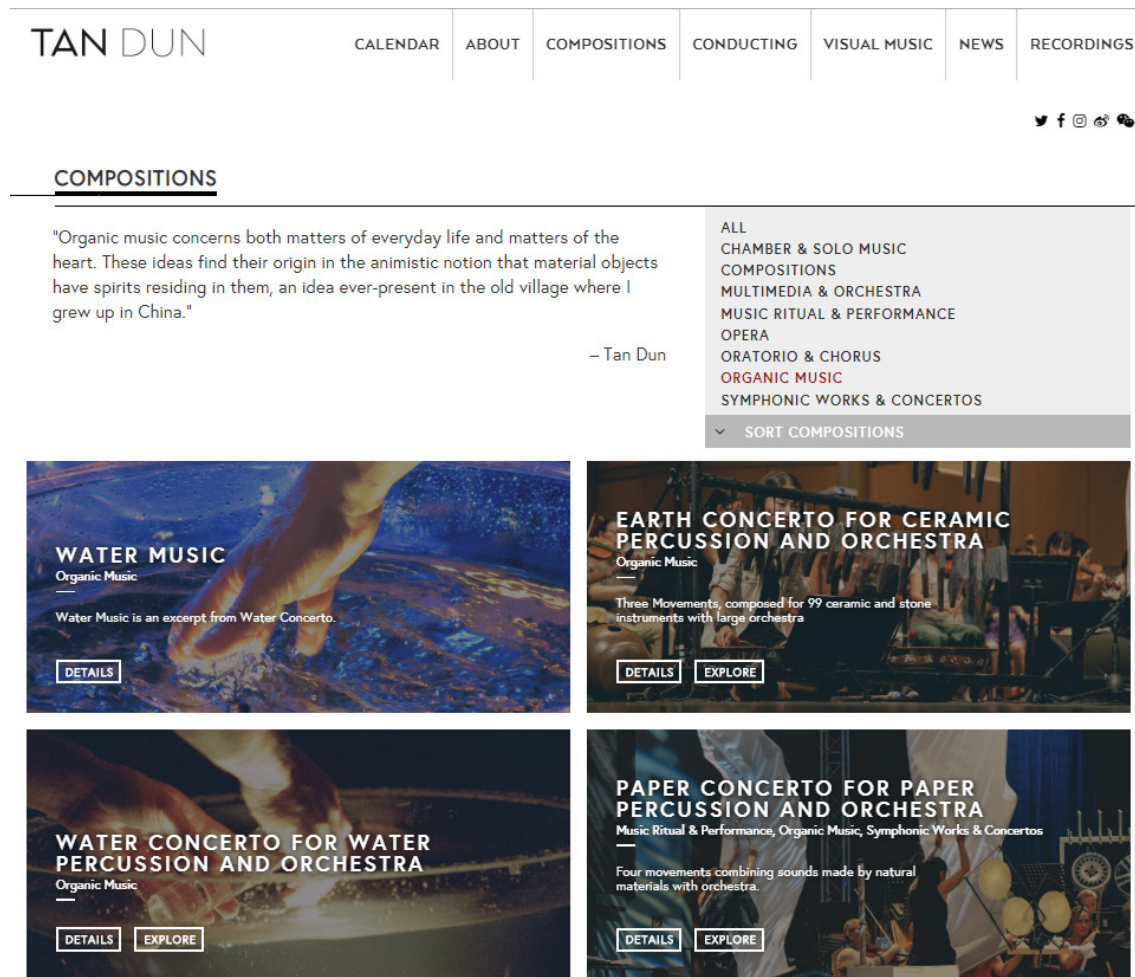 TAN DUN
CALENDAR
ABOUT
COMPOSITIONS
CONDUCTING
VISUAL MUSIC
NEWS
RECORDINGS
COMPOSITIONS
"Organic music concerns both matters of everyday life and matters of the
heart. These ideas find their origin in the animistic notion that material objects
have spirits residing in them, an idea ever-present in the old village where I
grew up in China."
– Tan Dun
ALL
CHAMBER & SOLO MUSIC
COMPOSITIONS
MULTIMEDIA & ORCHESTRA
MUSIC RITUAL & PERFORMANCE
OPERA
ORATORIO & CHORUS
ORGANIC MUSIC
SYMPHONIC WORKS & CONCERTOS
SORT COMPOSITIONS
WATER MUSIC
Organic Music
Water Music is an excerpt from Water Concerto.
DETAILS
EARTH CONCERTO FOR CERAMIC
PERCUSSION AND ORCHESTRA
Organic Music
Three Movements, composed for 99 ceramic and stone
instruments with large orchestra
DETAILS
EXPLORE
WATER CONCERTO FOR WATER
PERCUSSION AND ORCHESTRA
Organic Music
DETAILS
EXPLORE
PAPER CONCERTO FOR PAPER
PERCUSSION AND ORCHESTRA
Music Ritual & Performance, Organic Music, Symphonic Works & Concertos
Four movements combining sounds made by natural
materials with orchestra.
DETAILS
EXPLORE